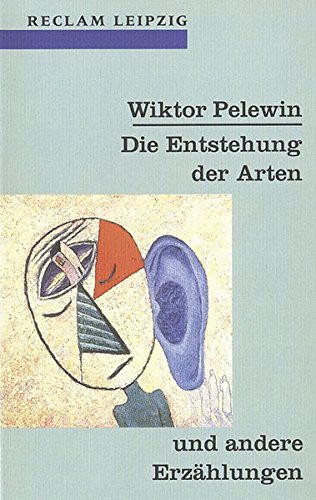 RECLAM LEIPZIG
Wiktor Pelewin
Die Entstehung
der Arten
und andere
Erzählungen